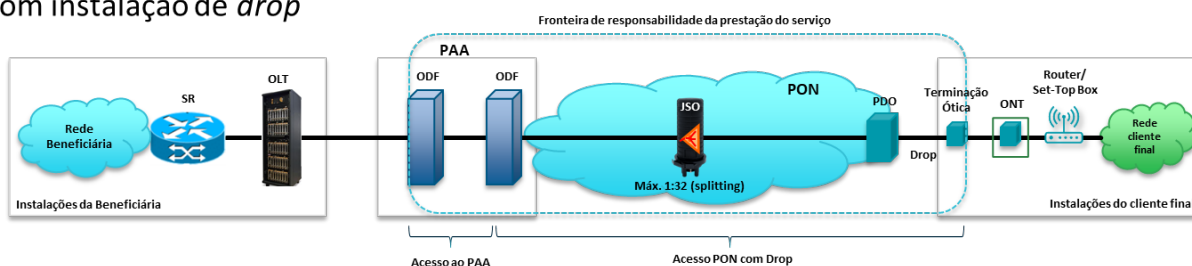 om instalação de drop
Fronteira de responsabilidade da prestação do serviço
PAA
OLT
SR
ODF
ODF
PON
JSO
PDO
Terminação
Ótica
ONT
Router/
Set-Top Box
Rede
Beneficiária
Rede
cliente
final
Drop
Máx. 1:32 (splitting)
Instalações da Beneficiária
Instalações do cliente fina
Acesso ao PAA
Acesso PON com Drop